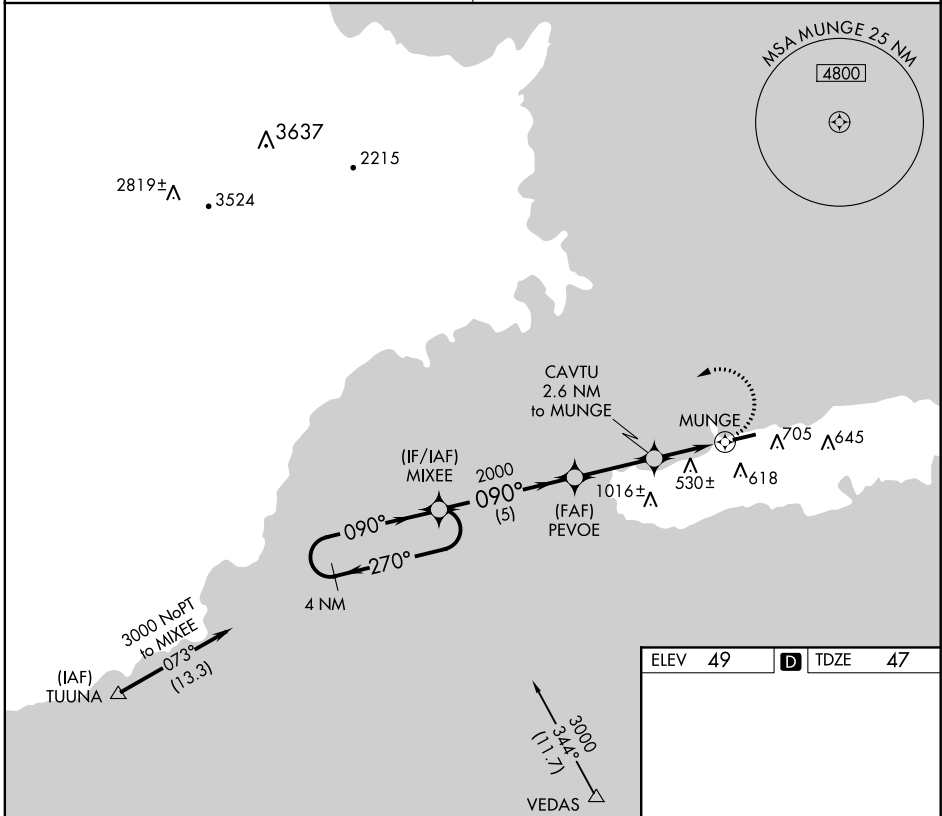 MSA MUNGE 25 NM
4800
3637
2215
2819±
3524
CAVTU
2.6 NM
to MUNGE
MUNGE
705
645
(IF/IAF)
MIXEE
2000
090°
(5)
1016±
530±
618
(FAF)
PEVOE
090°
270°
4 NM
3000 NoPT
to MIXEE
073°
(13.3)
(IAF)
TUUNA
3000
344°
(11.7)
VEDAS
ELEV 49 D TDZE 47